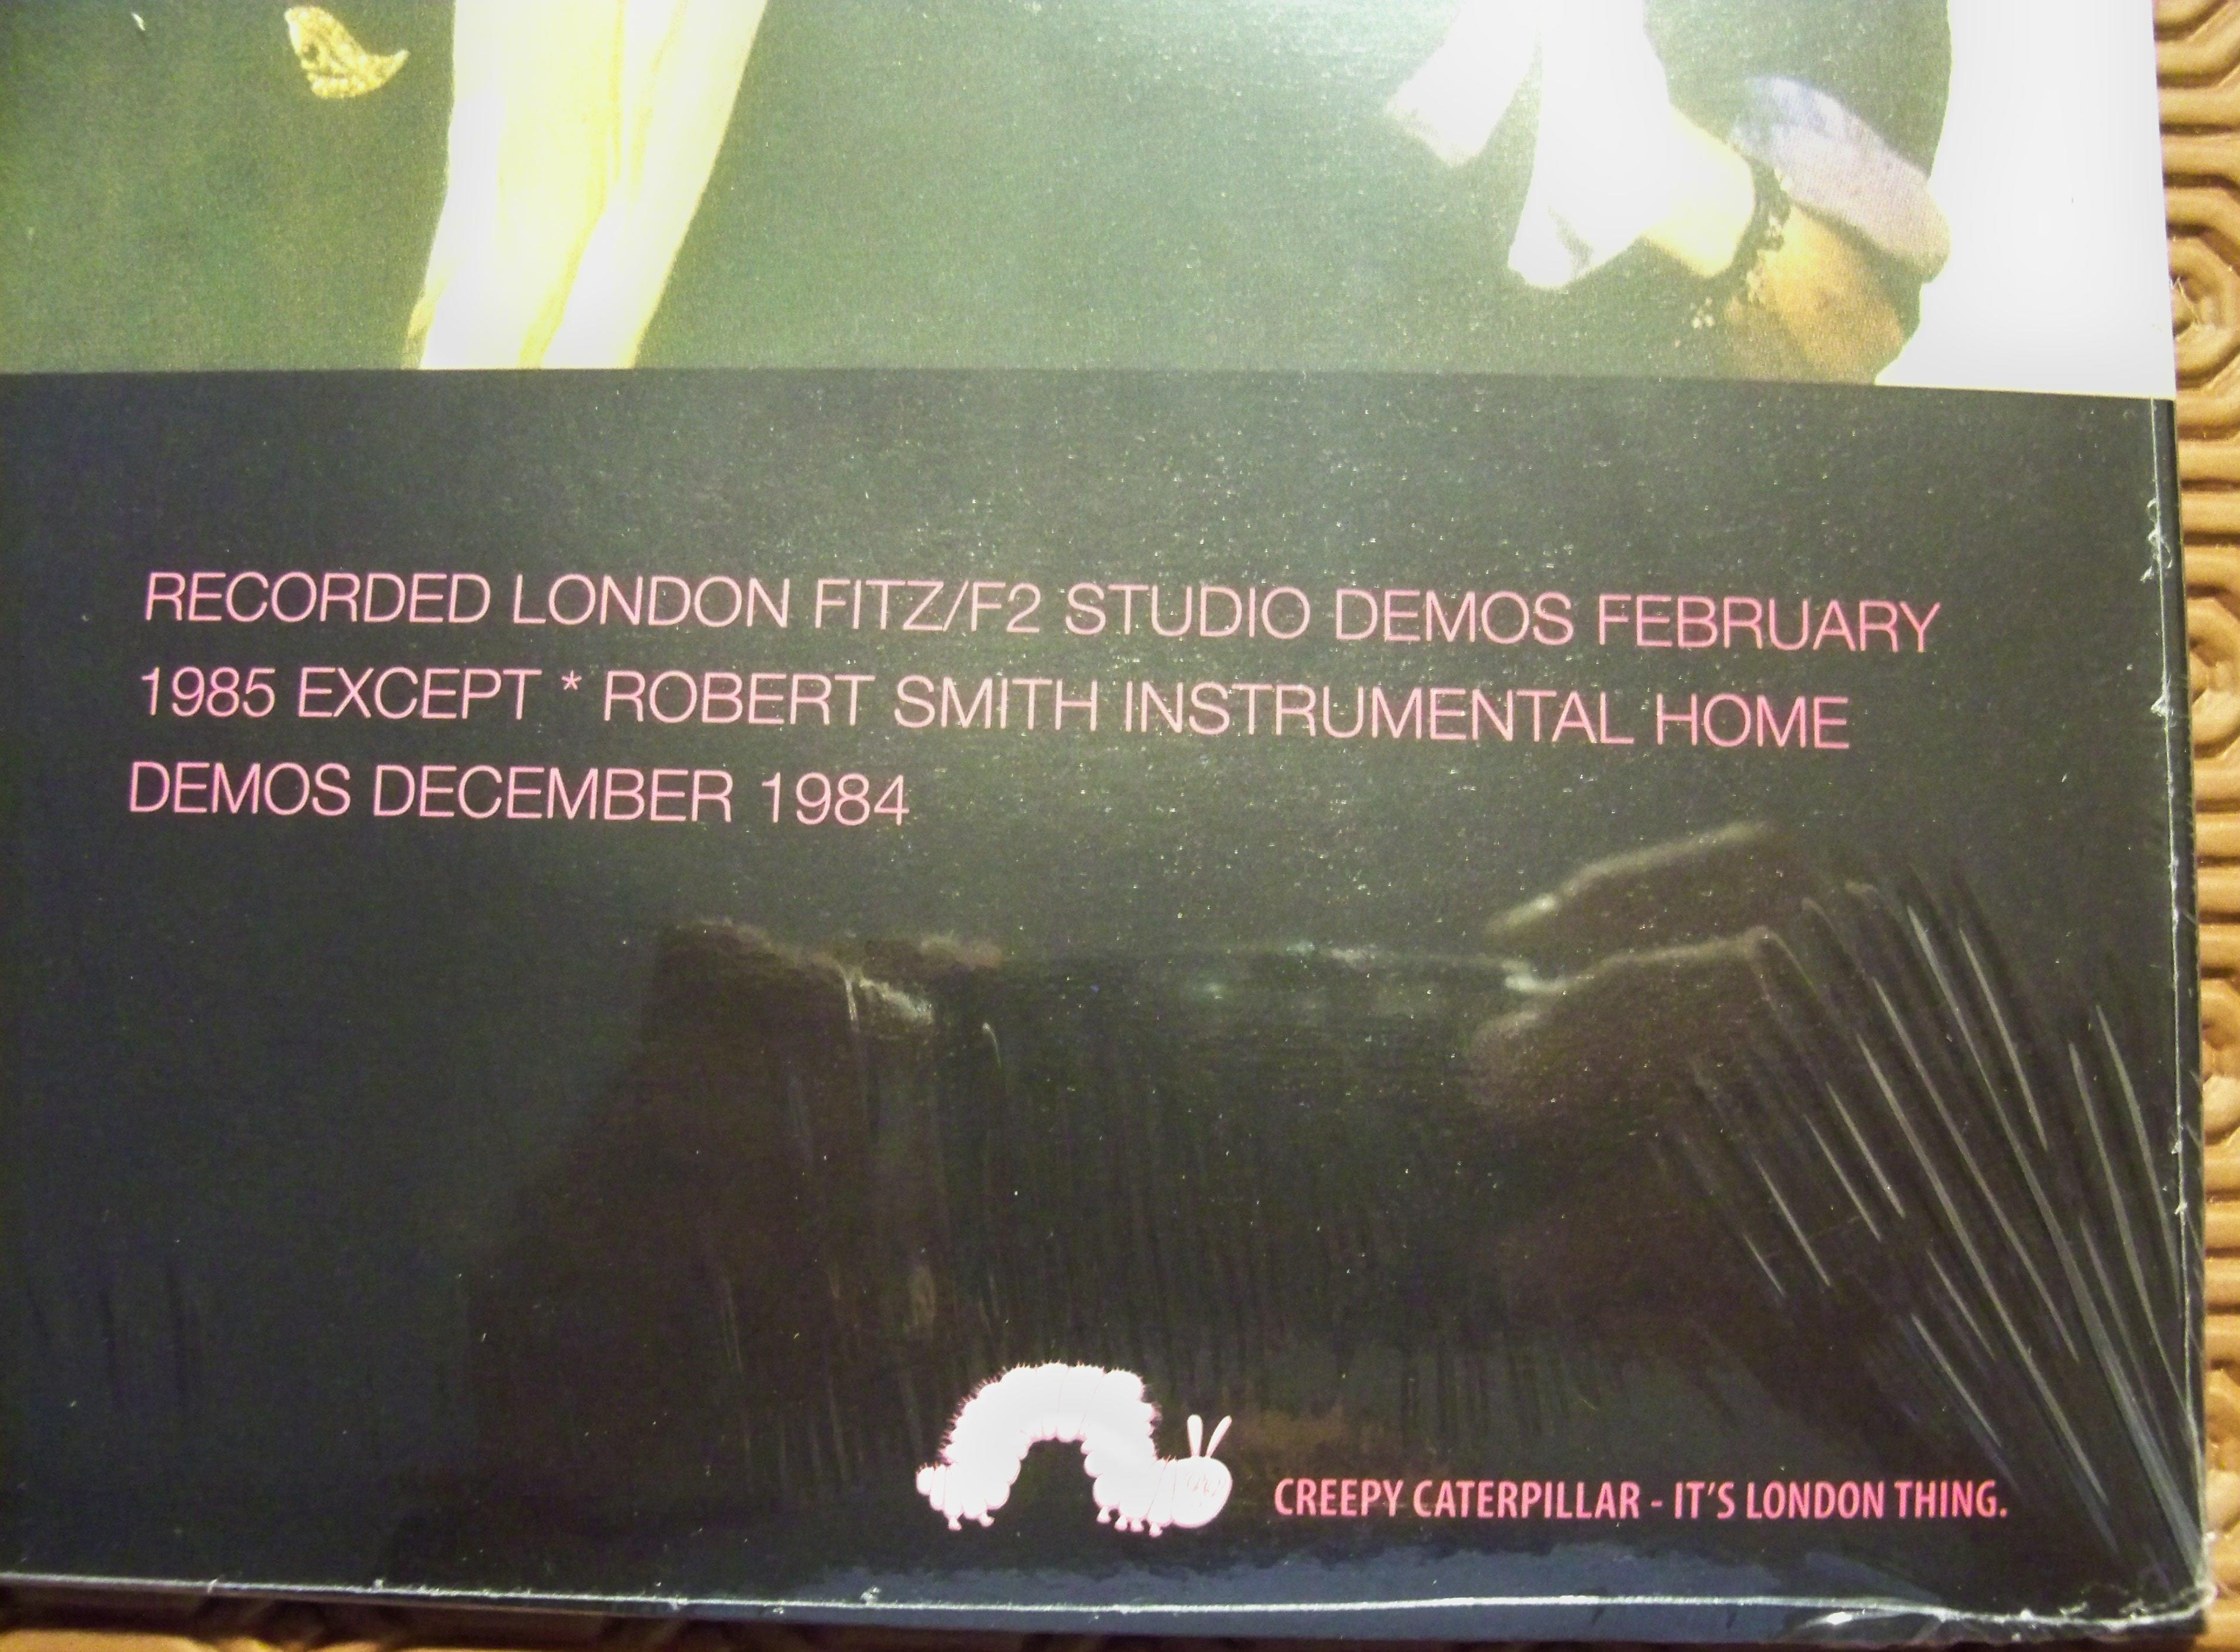 RECORDED LONDON FITZ/F2 STUDIO DEMOS FEBRUARY
1985 EXCEPT * ROBERT SMITH INSTRUMENTAL HOME
DEMOS DECEMBER 1984
CREEPY CATERPILLAR - IT'S LONDON THING.